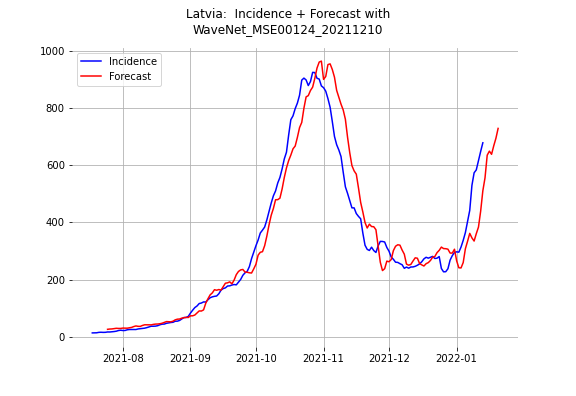 Latvia:  Incidence + Forecast with
WaveNet_MSE00124_20211210
Incidence
Forecast
1000
800
600
400
200
0
2021-08 2021-09 2021-10 2021-11 2021-12 2022-01